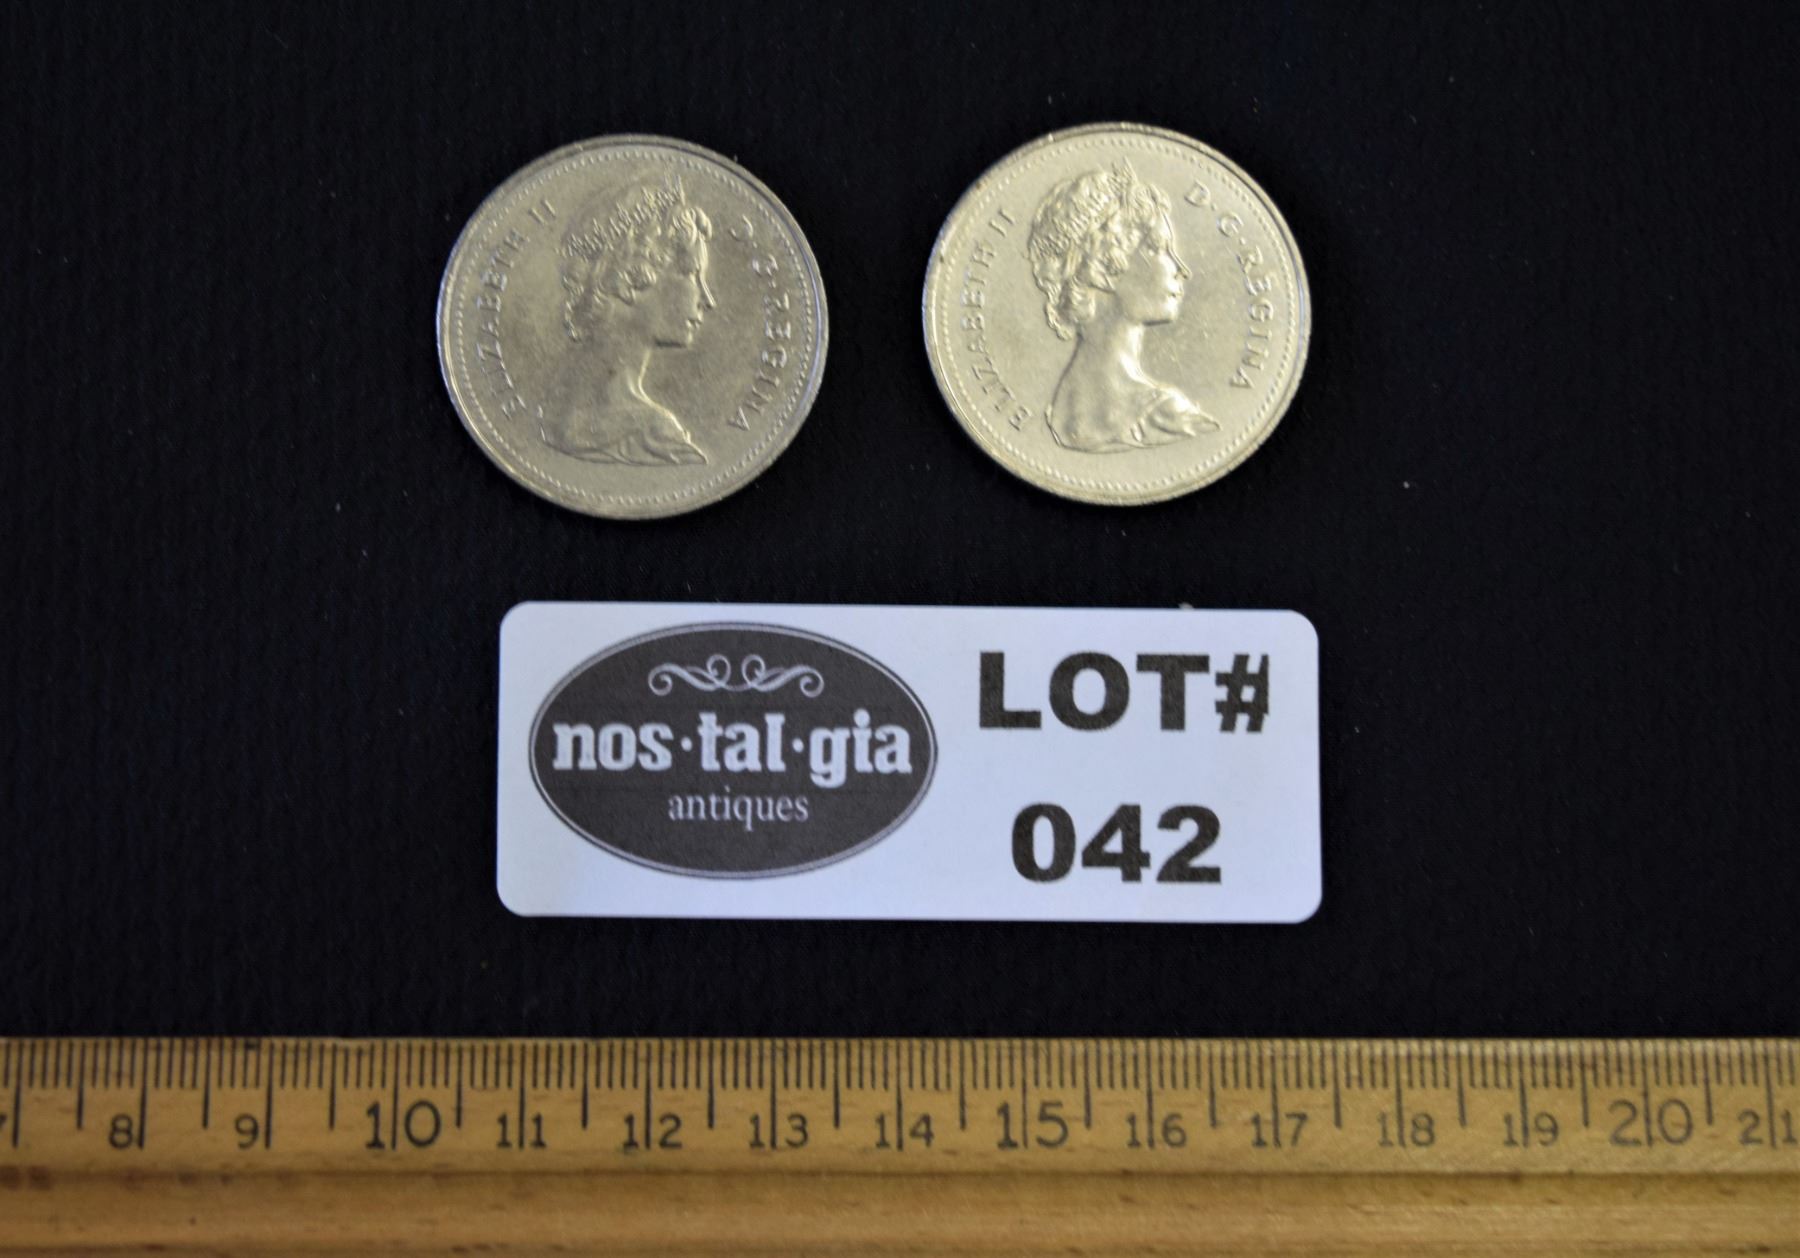 ELIZABETH II D·G·REGINA
ELIZABETH II D·G·REGINA
nos·tal·gia
antiques
LOT#
042
7 8 9 10 11 12 13 14 15 16 17 18 19 20 21